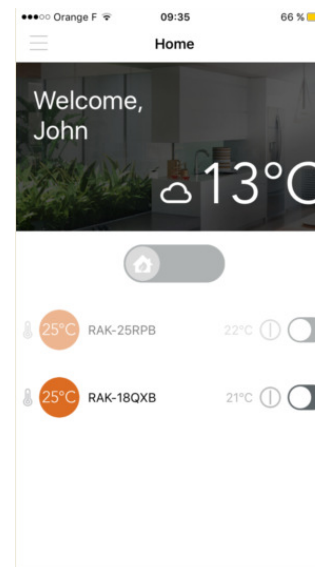 Orange F 09:35 66 %
Home
Welcome,
John
13°C
25°C RAK-25RPB 22°C
25°C RAK-18QXB 21°C